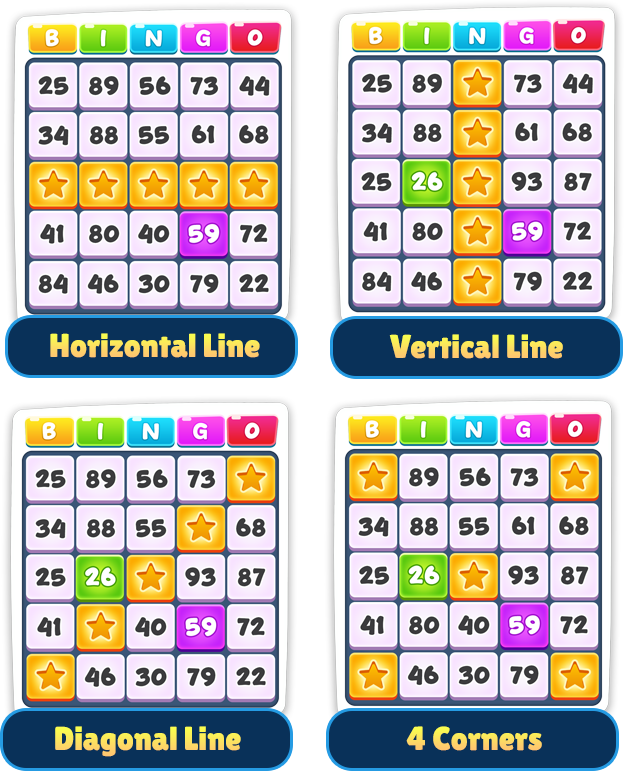 B I N G O
25 89 56 73 44
34 88 55 61 68
41 80 40 59 72
84 46 30 79 22
Horizontal Line
B I N G O
25 89 73 44
34 88 61 68
25 26 93 87
41 80 59 72
84 46 79 22
Vertical Line
B I N G O
25 89 56 73
34 88 55 68
25 26 93 87
41 40 59 72
46 30 79 22
Diagonal Line
B I N G O
89 56 73
34 88 55 61 68
25 26 93 87
41 80 40 59 72
46 30 79
4 Corners